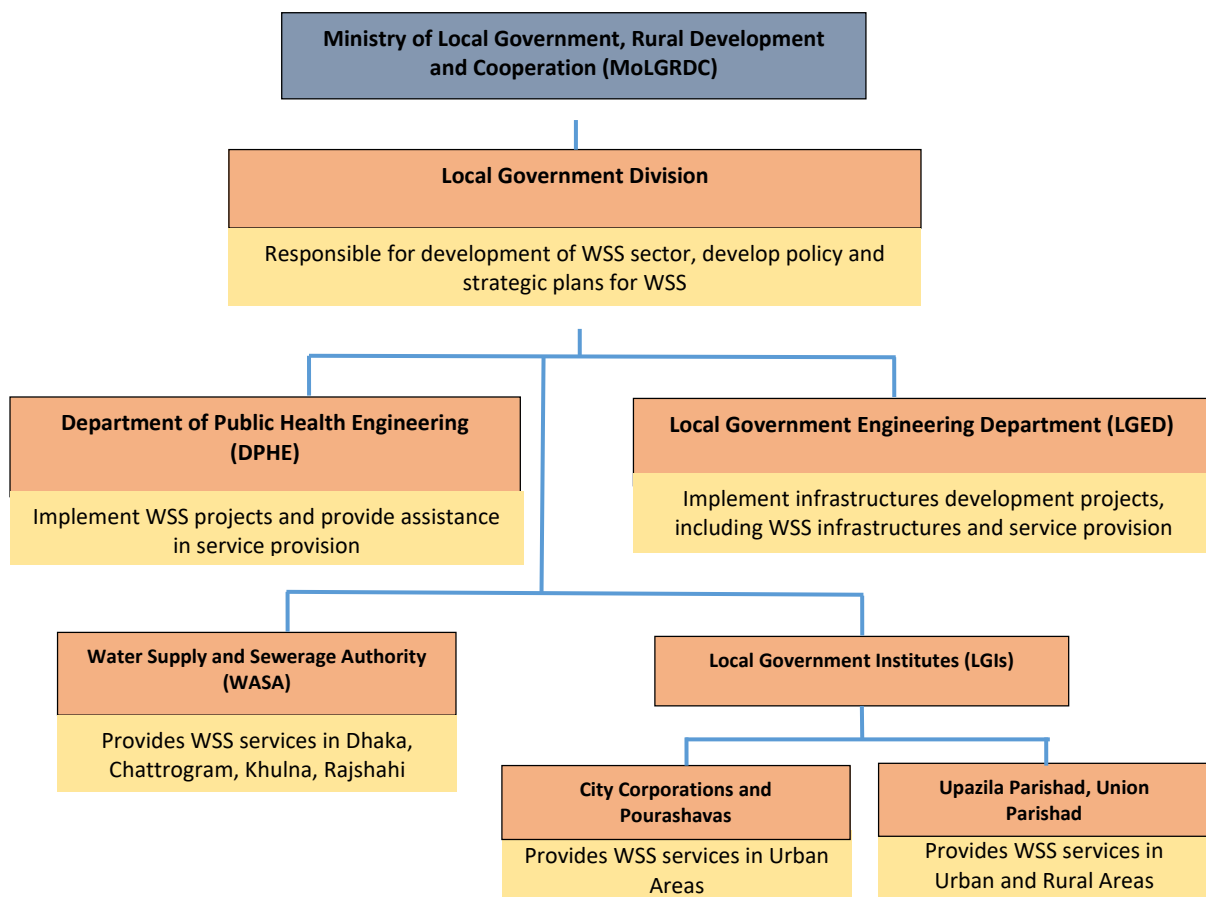 Ministry of Local Government, Rural Development
and Cooperation (MoLGRDC)
Local Government Division
Responsible for development of WSS sector, develop policy and
strategic plans for WSS
Department of Public Health Engineering
(DPHE)
Implement WSS projects and provide assistance
in service provision
Local Government Engineering Department (LGED)
Implement infrastructures development projects,
including WSS infrastructures and service provision
Water Supply and Sewerage Authority
(WASA)
Provides WSS services in Dhaka,
Chattrogram, Khulna, Rajshahi
Local Government Institutes (LGIs)
City Corporations and
Pourashavas
Provides WSS services in Urban
Areas
Upazila Parishad, Union
Parishad
Provides WSS services in
Urban and Rural Areas